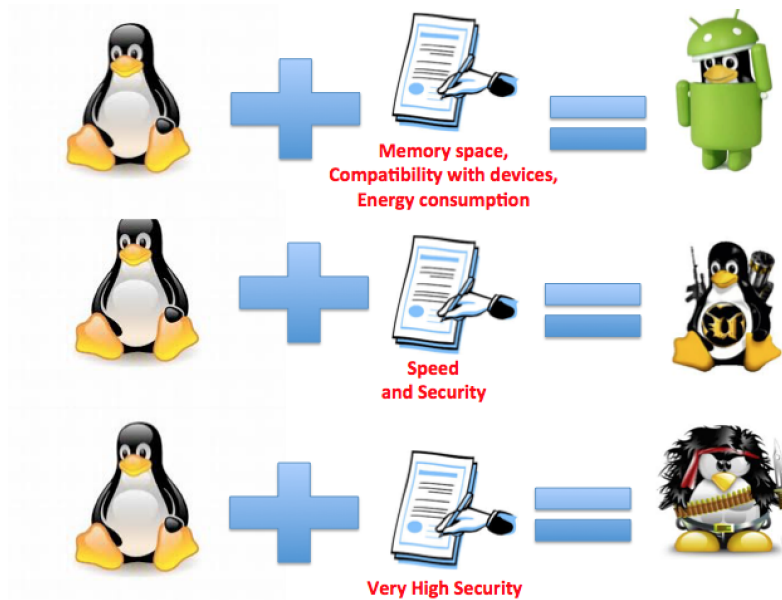 Memory space,
Compatibility with devices,
Energy consumption
Speed
and Security
Very High Security